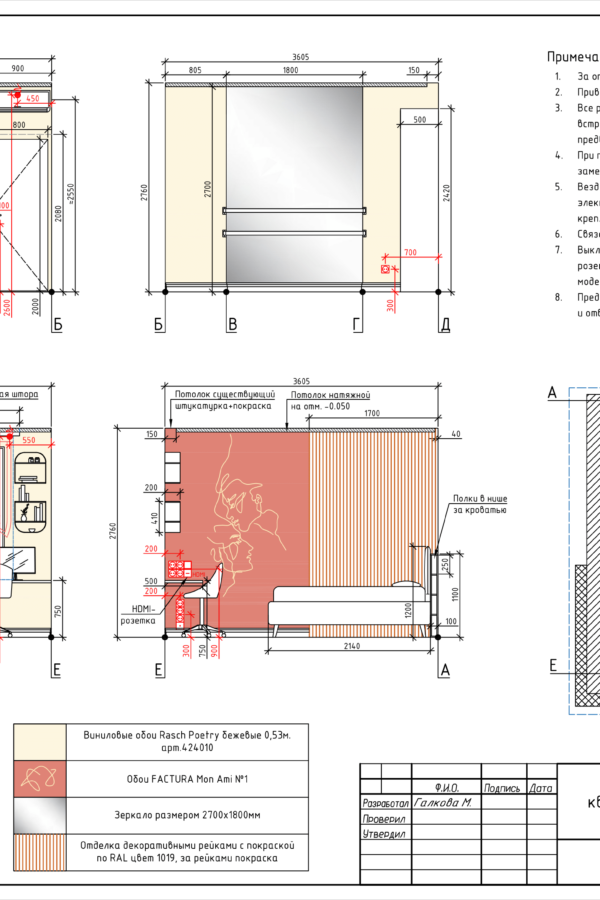 900
450
800
2080
≈2550
2000
2600
Б
3605
805
1800
150
500
2760
2700
2420
700
300
Б
В
Г
Д
Примеча
1. За от
2. Прив
3. Все р
встр
предв
4. При п
заме
5. Везд
элек
креп.
6. Связ
7. Выкл
розе
моде
8. Пред
и отв
ая штора
550
750
Е
3605
Потолок существующий
штукатурка+покраска
Потолок натяжной
на отм. -0.050
1700
150
40
200
410
2760
200
HDMI
500
200
HDMI-
розетка
300
750
900
Полки в нише
за кроватью
250
1100
1200
100
2140
Е
А
А
Е
Виниловые обои Rasch Poetry бежевые 0,53м.
арт.424010
Обои FACTURA Mon Ami №1
Зеркало размером 2700х1800мм
Отделка декоративными рейками с покраской
по RAL цвет 1019, за рейками покраска
Ф.И.О. Подпись Дата
Разработал Галкова М.
Проверил
Утвердил
кв